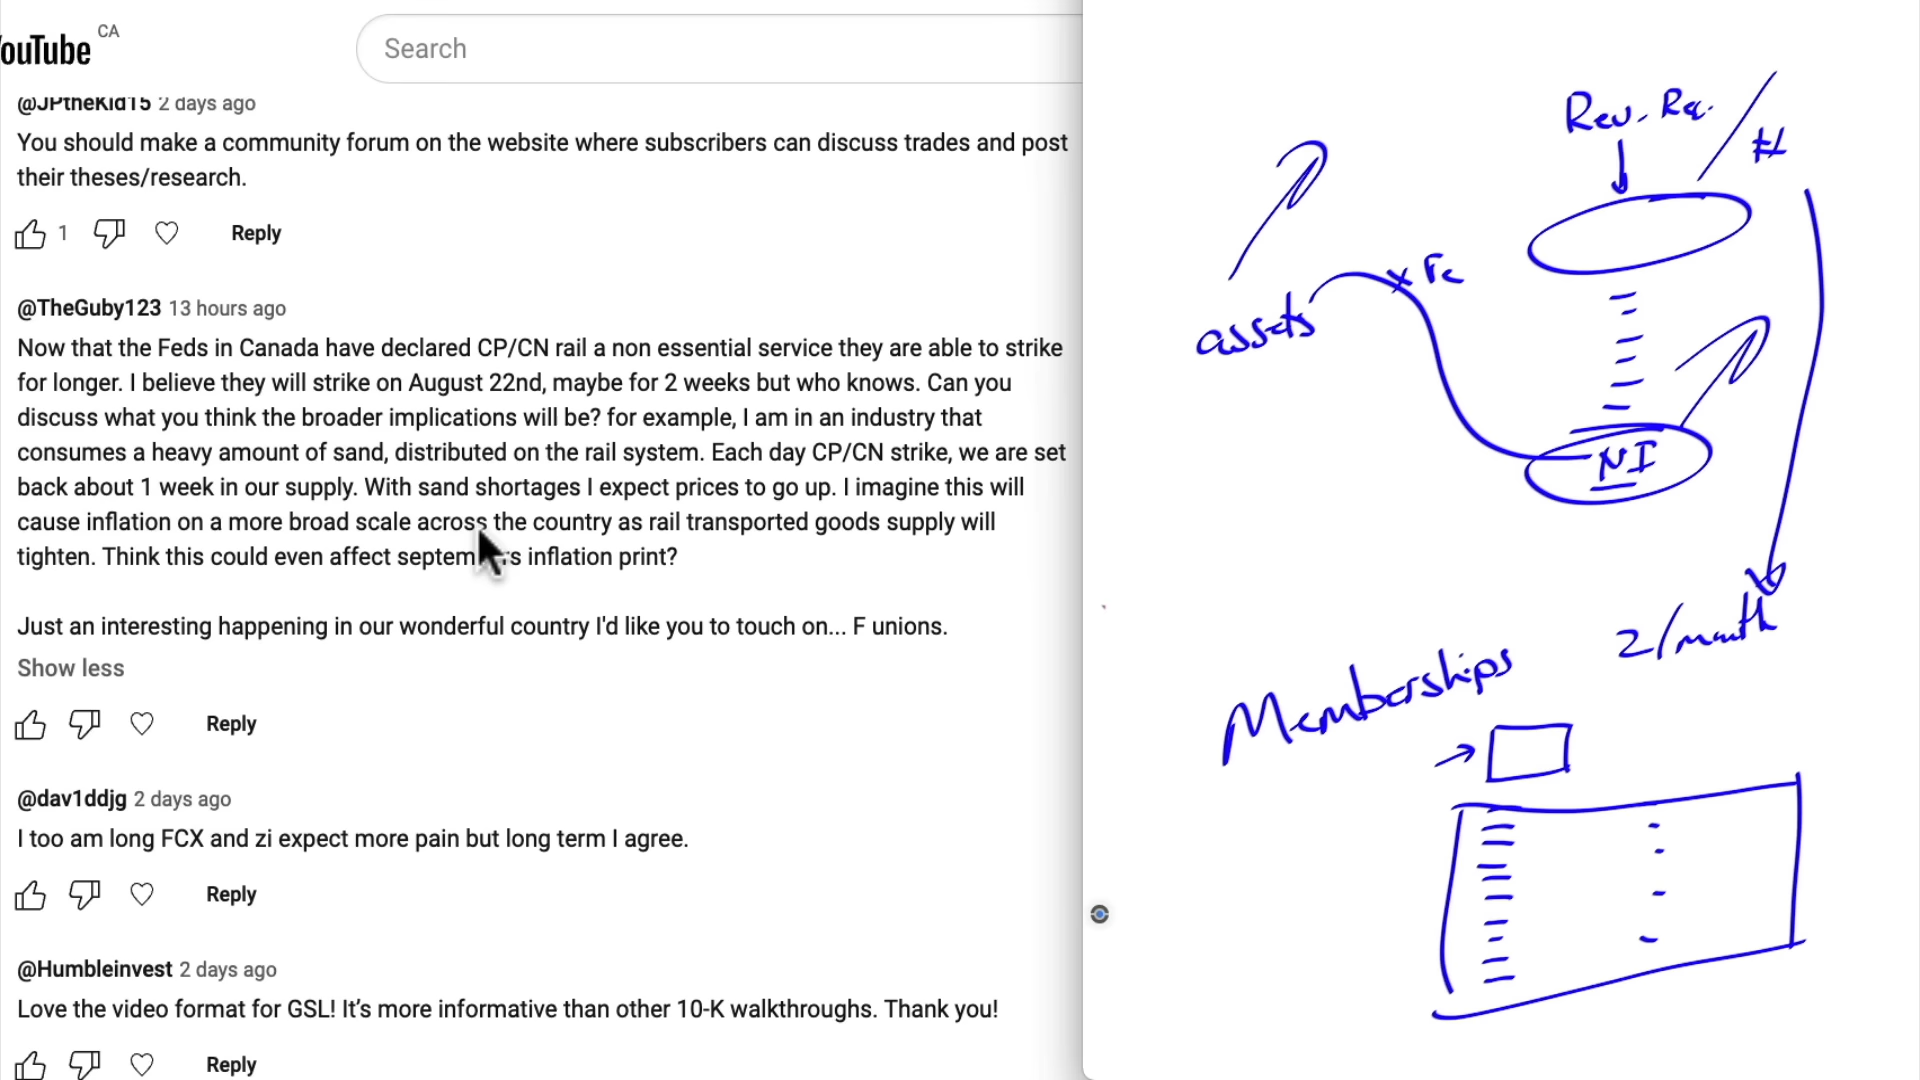 ouTube CA
Search
@JPtheKid15 2 days ago
You should make a community forum on the website where subscribers can discuss trades and post
their theses/research.
1
Reply
@TheGuby123 13 hours ago
Now that the Feds in Canada have declared CP/CN rail a non essential service they are able to strike
for longer. I believe they will strike on August 22nd, maybe for 2 weeks but who knows. Can you
discuss what you think the broader implications will be? for example, I am in an industry that
consumes a heavy amount of sand, distributed on the rail system. Each day CP/CN strike, we are set
back about 1 week in our supply. With sand shortages I expect prices to go up. I imagine this will
cause inflation on a more broad scale across the country as rail transported goods supply will
tighten. Think this could even affect inflation print?
Just an interesting happening in our wonderful country I'd like you to touch on... F unions.
Show less
Reply
@dav1ddjg 2 days ago
I too am long FCX and zi expect more pain but long term I agree.
Reply
@Humbleinvest 2 days ago
Love the video format for GSL! It's more informative than other 10-K walkthroughs. Thank you!
Reply
Rev. Rec.
assets
NI
2/month
Memberships